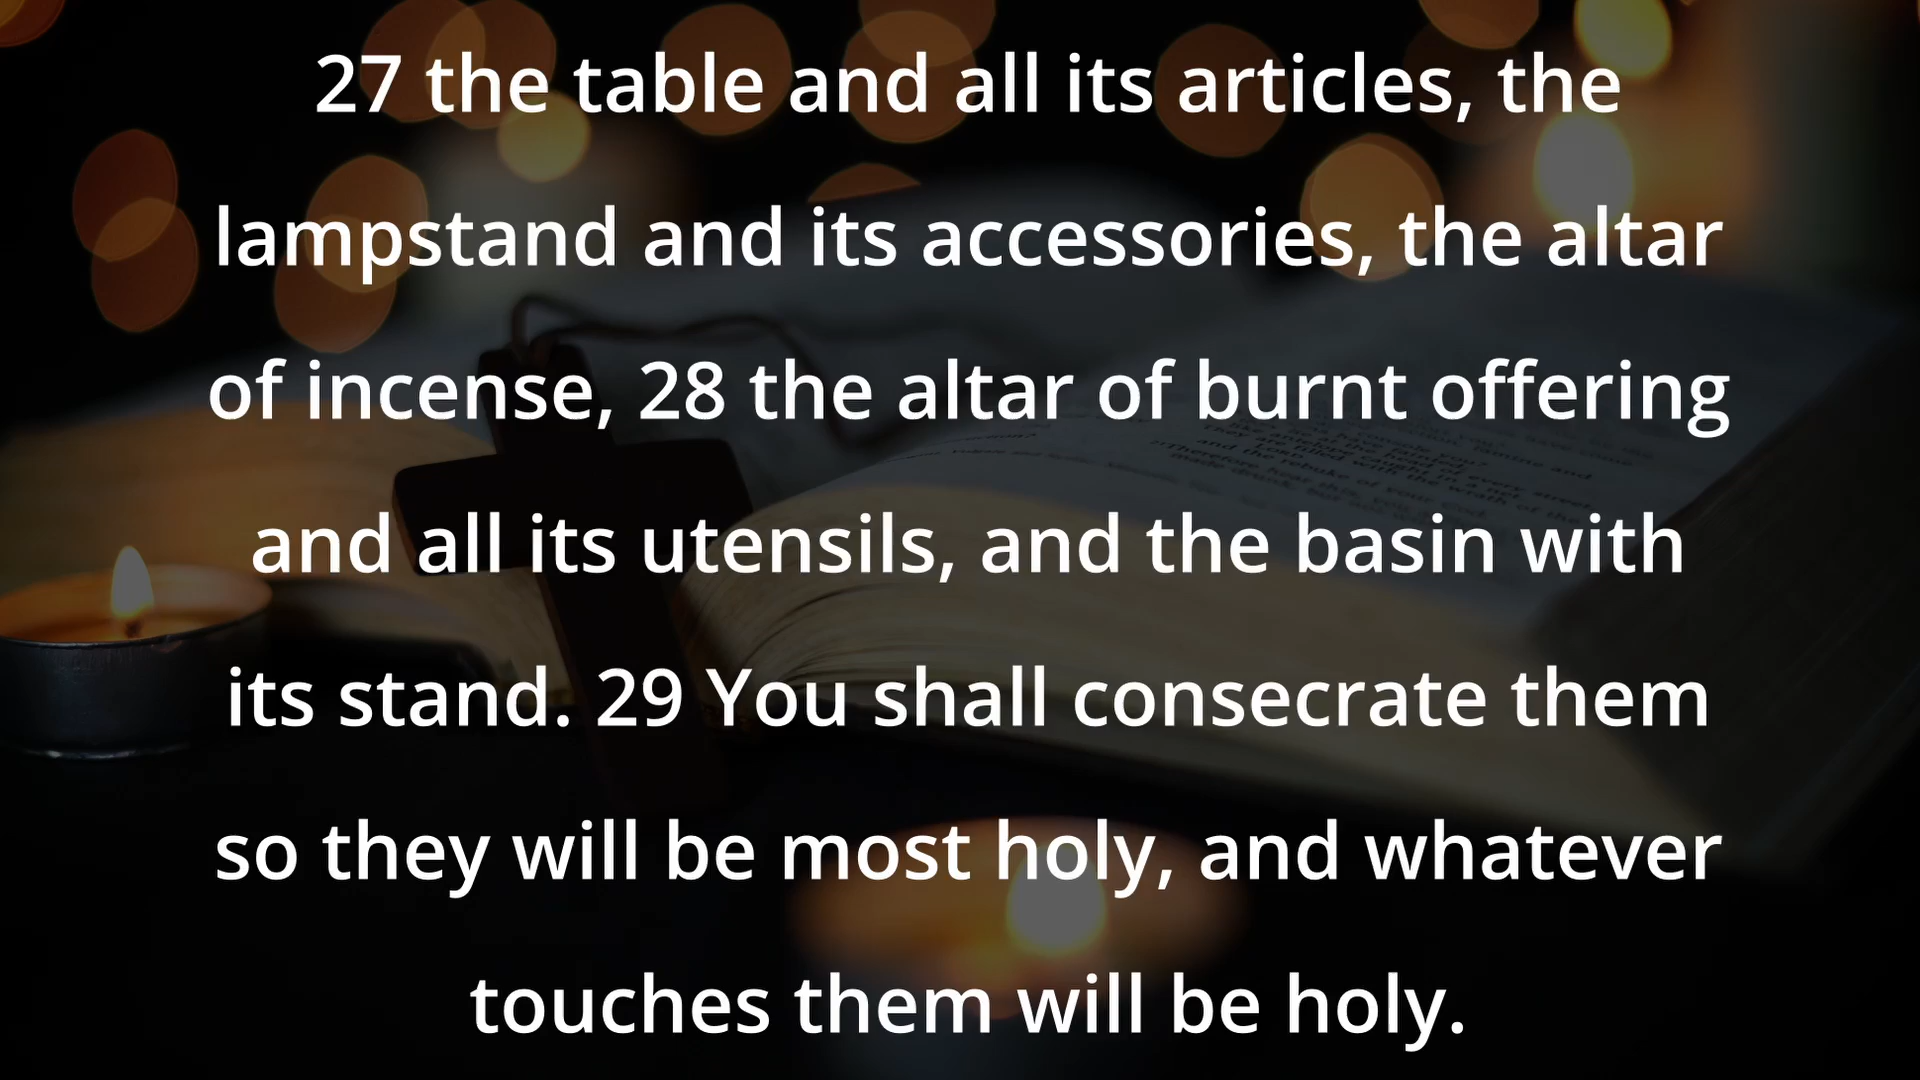 27 the table and all its articles, the
lampstand and its accessories, the altar
of incense, 28 the altar of burnt offering
and all its utensils, and the basin with
its stand. 29 You shall consecrate them
so they will be most holy, and whatever
touches them will be holy.